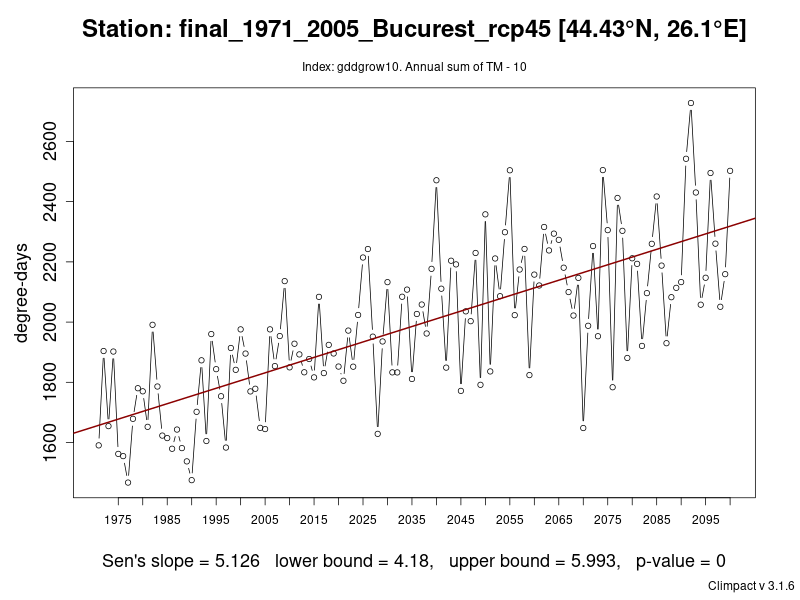 Station: final_1971_2005_Bucurest_rcp45 [44.43°N, 26.1°E]
Index: gddgrow10. Annual sum of TM - 10
degree-days
2600
2400
2200
2000
1800
1600
1975 1985 1995 2005 2015 2025 2035 2045 2055 2065 2075 2085 2095
Sen's slope = 5.126 lower bound = 4.18, upper bound = 5.993, p-value = 0
Climpact v 3.1.6